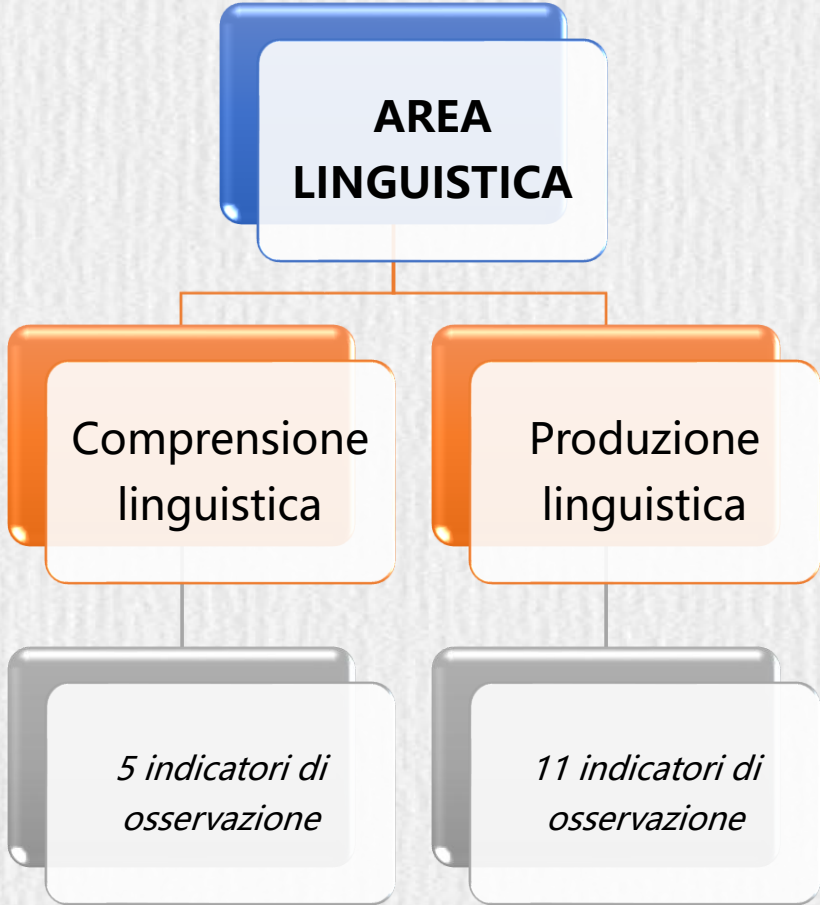 AREA
LINGUISTICA
Comprensione
linguistica
Produzione
linguistica
5 indicatori di
osservazione
11 indicatori di
osservazione